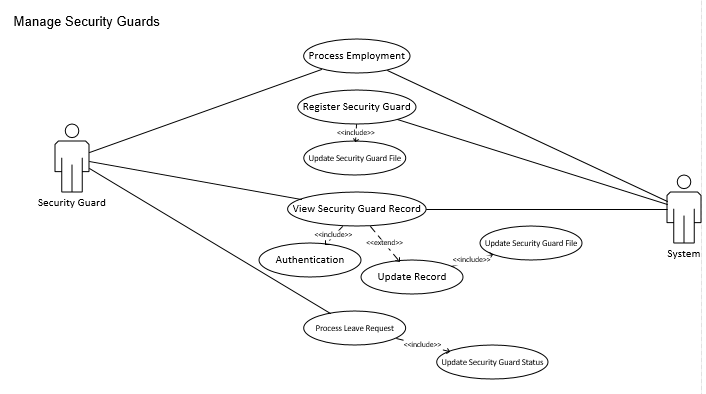 Manage Security Guards
Process Employment
Register Security Guard
<<include>>
Update Security Guard File
Security Guard
View Security Guard Record
<<include>>
<<extend>>
Update Security Guard File
Authentication
<<include>>
Update Record
System
Process Leave Request
<<include>>
Update Security Guard Status